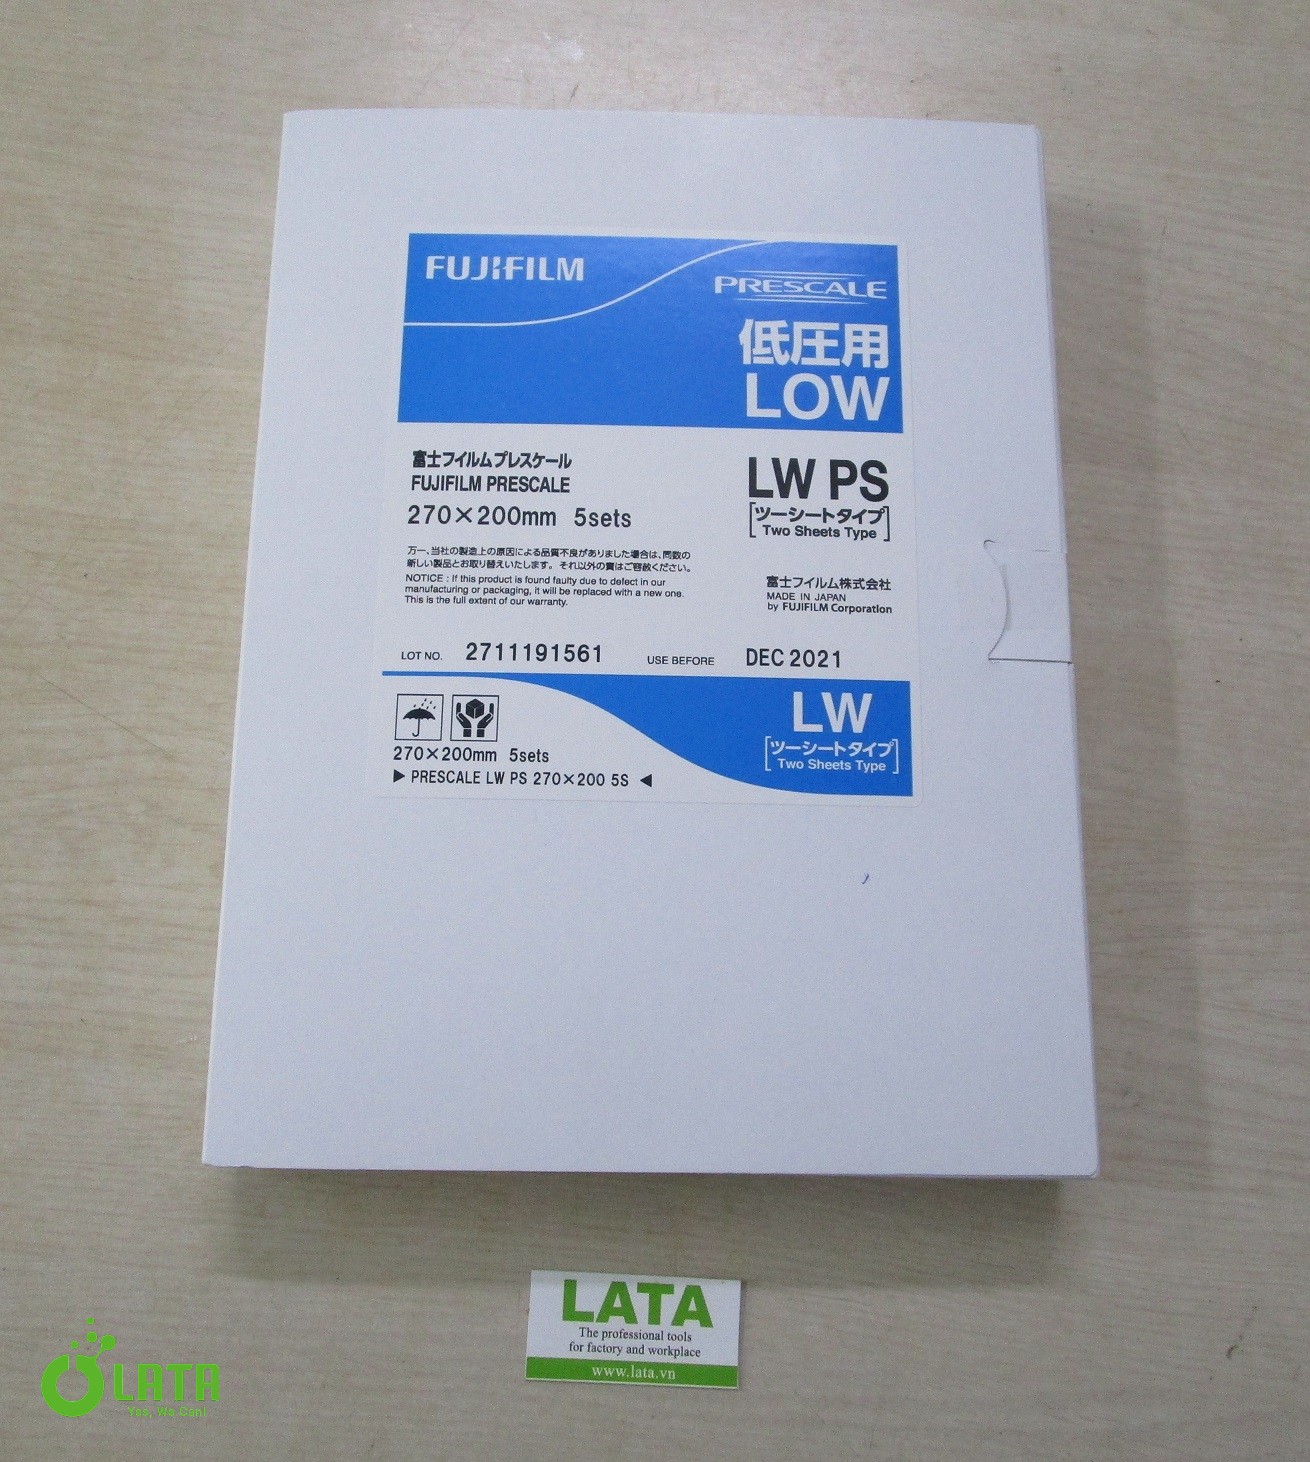 FUJIFILM
PRESCALE
低圧用
LOW
富士フイルムプレスケール
FUJIFILM PRESCALE
270×200mm 5sets
LW PS
[ツーシートタイプ
Two Sheets Type]
万一、当社の製造上の原因による品質不良がありました場合は、同数の
新しい製品とお取り替えいたします。それ以外の責はご容赦ください。
NOTICE : If this product is found faulty due to defect in our
manufacturing or packaging, it will be replaced with a new one.
This is the full extent of our warranty.
富士フイルム株式会社
MADE IN JAPAN
by FUJIFILM Corporation
LOT NO. 2711191561 USE BEFORE DEC 2021
LW
[ツーシートタイプ
Two Sheets Type]
270×200mm 5sets
▶ PRESCALE LW PS 270×200 5S ◀
LATA
The professional tools
for factory and workplace
www.lata.vn
LATA
Yes, We Can!